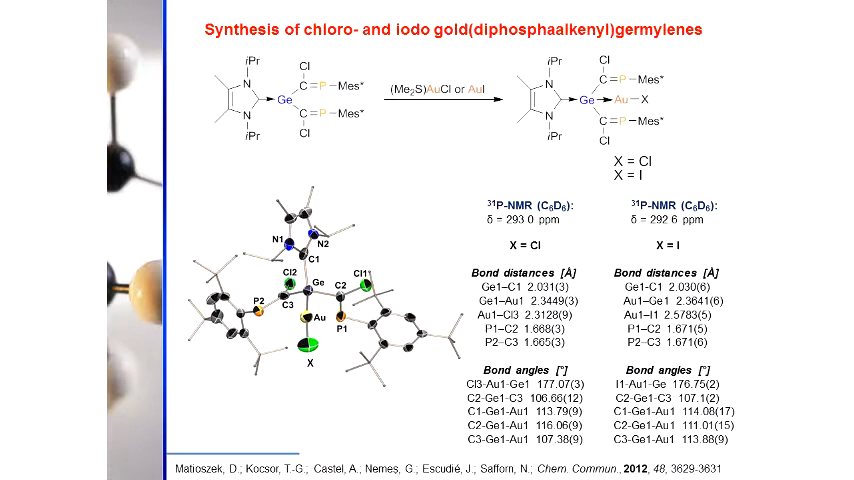 Synthesis of chloro- and iodo gold(diphosphaalkenyl)germylenes
iPr
N
N
iPr
Ge
Cl
C=P–Mes*
C=P–Mes*
Cl
(Me2S)AuCl or AuI
iPr
N
N
iPr
Ge
Au–X
Cl
C=P–Mes*
C=P–Mes*
Cl
X = Cl
X = I
N1
N2
C1
Cl2
Ge
C2
Cl1
P2
C3
Au
P1
X
31P-NMR (C6D6):
δ = 293.0 ppm
X = Cl
Bond distances [Å]
Ge1–C1 2.031(3)
Ge1–Au1 2.3449(3)
Au1–Cl3 2.3128(9)
P1–C2 1.668(3)
P2–C3 1.665(3)
Bond angles [°]
Cl3-Au1-Ge1 177.07(3)
C2-Ge1-C3 106.66(12)
C1-Ge1-Au1 113.79(9)
C2-Ge1-Au1 116.06(9)
C3-Ge1-Au1 107.38(9)
31P-NMR (C6D6):
δ = 292.6 ppm
X = I
Bond distances [Å]
Ge1–C1 2.030(6)
Au1–Ge1 2.3641(6)
Au1–I1 2.5783(5)
P1–C2 1.671(5)
P2–C3 1.671(6)
Bond angles [°]
I1-Au1-Ge 176.75(2)
C2-Ge1-C3 107.1(2)
C1-Ge1-Au1 114.08(17)
C2-Ge1-Au1 111.01(15)
C3-Ge1-Au1 113.88(9)
Matioszek, D.; Kocsor, T.-G.; Castel, A.; Nemeş, G.; Escudié, J.; Safforn, N.; Chem. Commun., 2012, 48, 3629-3631